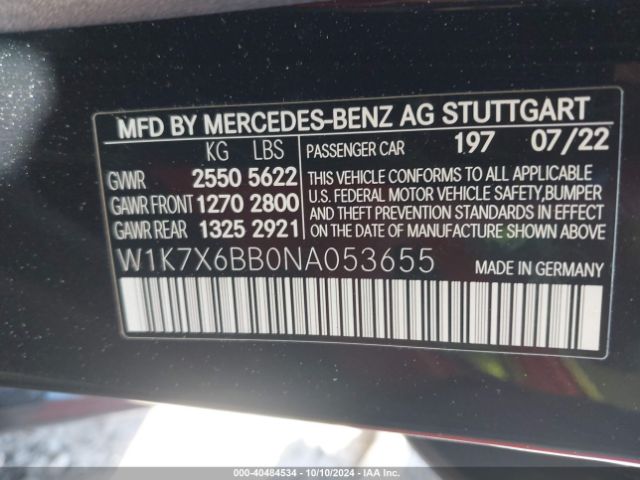 MFD BY MERCEDES-BENZ AG STUTTGART
KG LBS
GVWR 2550 5622
GAWR FRONT 1270 2800
GAWR REAR 1325 2921
PASSENGER CAR 197 07/22
THIS VEHICLE CONFORMS TO ALL APPLICABLE
U.S. FEDERAL MOTOR VEHICLE SAFETY,BUMPER
AND THEFT PREVENTION STANDARDS IN EFFECT
ON THE DATE OF MANUFACTURE SHOWN ABOVE.
W1K7X6BB0NA053655
MADE IN GERMANY
000-40484534 - 10/10/2024 - IAA Inc.